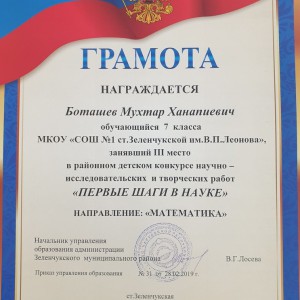 ГРАМОТА
НАГРАЖДАЕТСЯ
Боташев Мухтар Ханапиевич
обучающийся 7 класса
МКОУ «СОШ №1 ст.Зеленчукской им.В.П.Леонова»,
занявший III место
в районном детском конкурсе научно –
исследовательских и творческих работ
«ПЕРВЫЕ ШАГИ В НАУКЕ»
НАПРАВЛЕНИЕ: «МАТЕМАТИКА»
Начальник управления
образования администрации
Зеленчукского муниципального района
В.Г.Лосева
Приказ управления образования № 31 от 28.02.2019 г.
ст.Зеленчукская